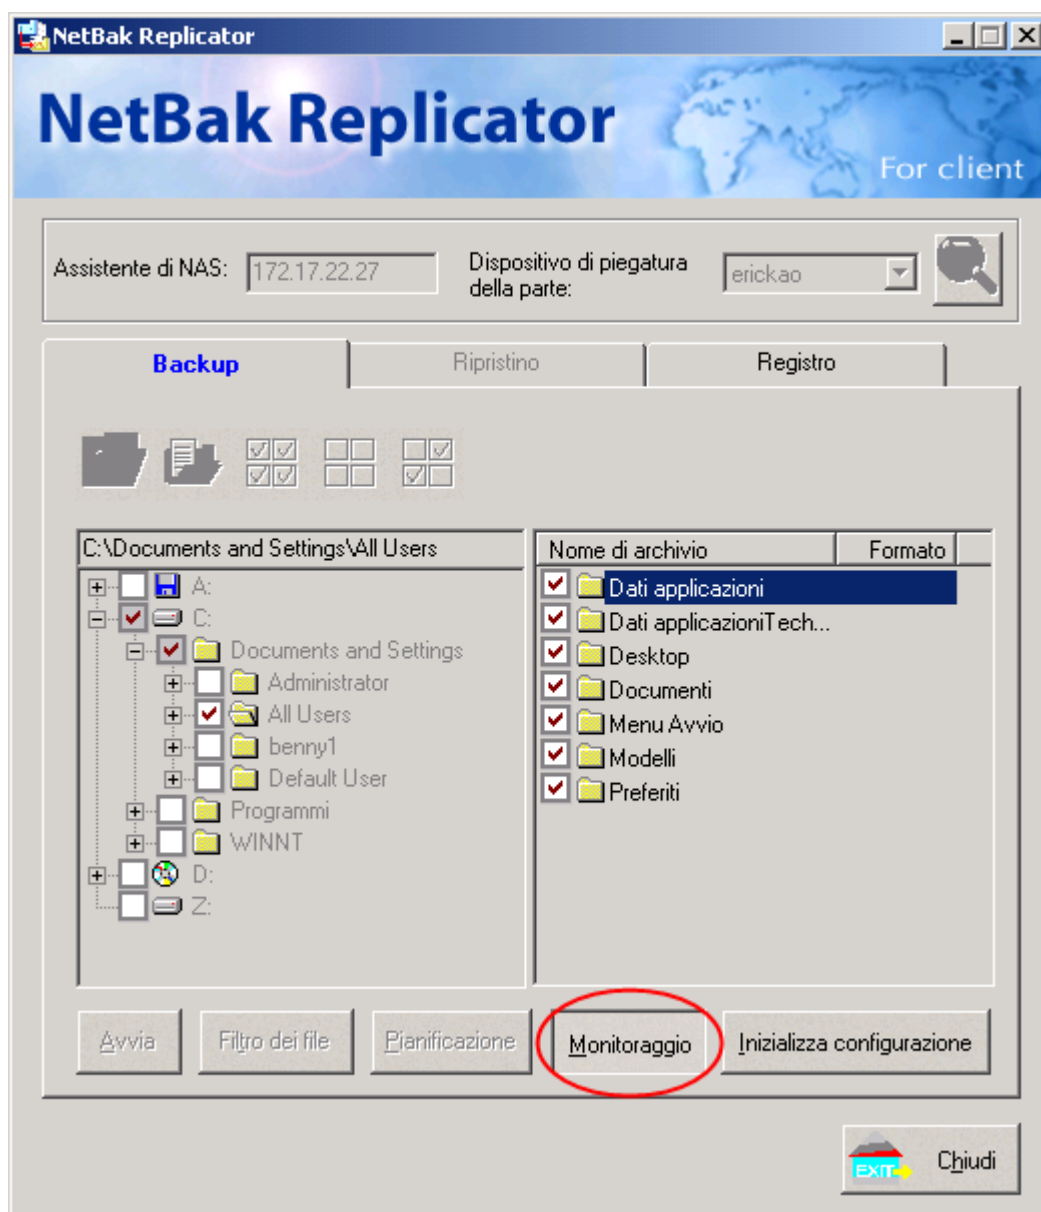 NetBak Replicator
NetBak Replicator
For client
Assistente di NAS:
172.17.22.27
Dispositivo di piegatura
della parte:
erickao
Backup
Ripristino
Registro
C:\Documents and Settings\All Users
A:
C:
Documents and Settings
Administrator
All Users
benny1
Default User
Programmi
WINNT
D:
Z:
Nome di archivio
Formato
Dati applicazioni
Dati applicazioniTech...
Desktop
Documenti
Menu Avvio
Modelli
Preferiti
Avvia
Filtro dei file
Pianificazione
Monitoraggio
Inizializza configurazione
EXIT
Chiudi